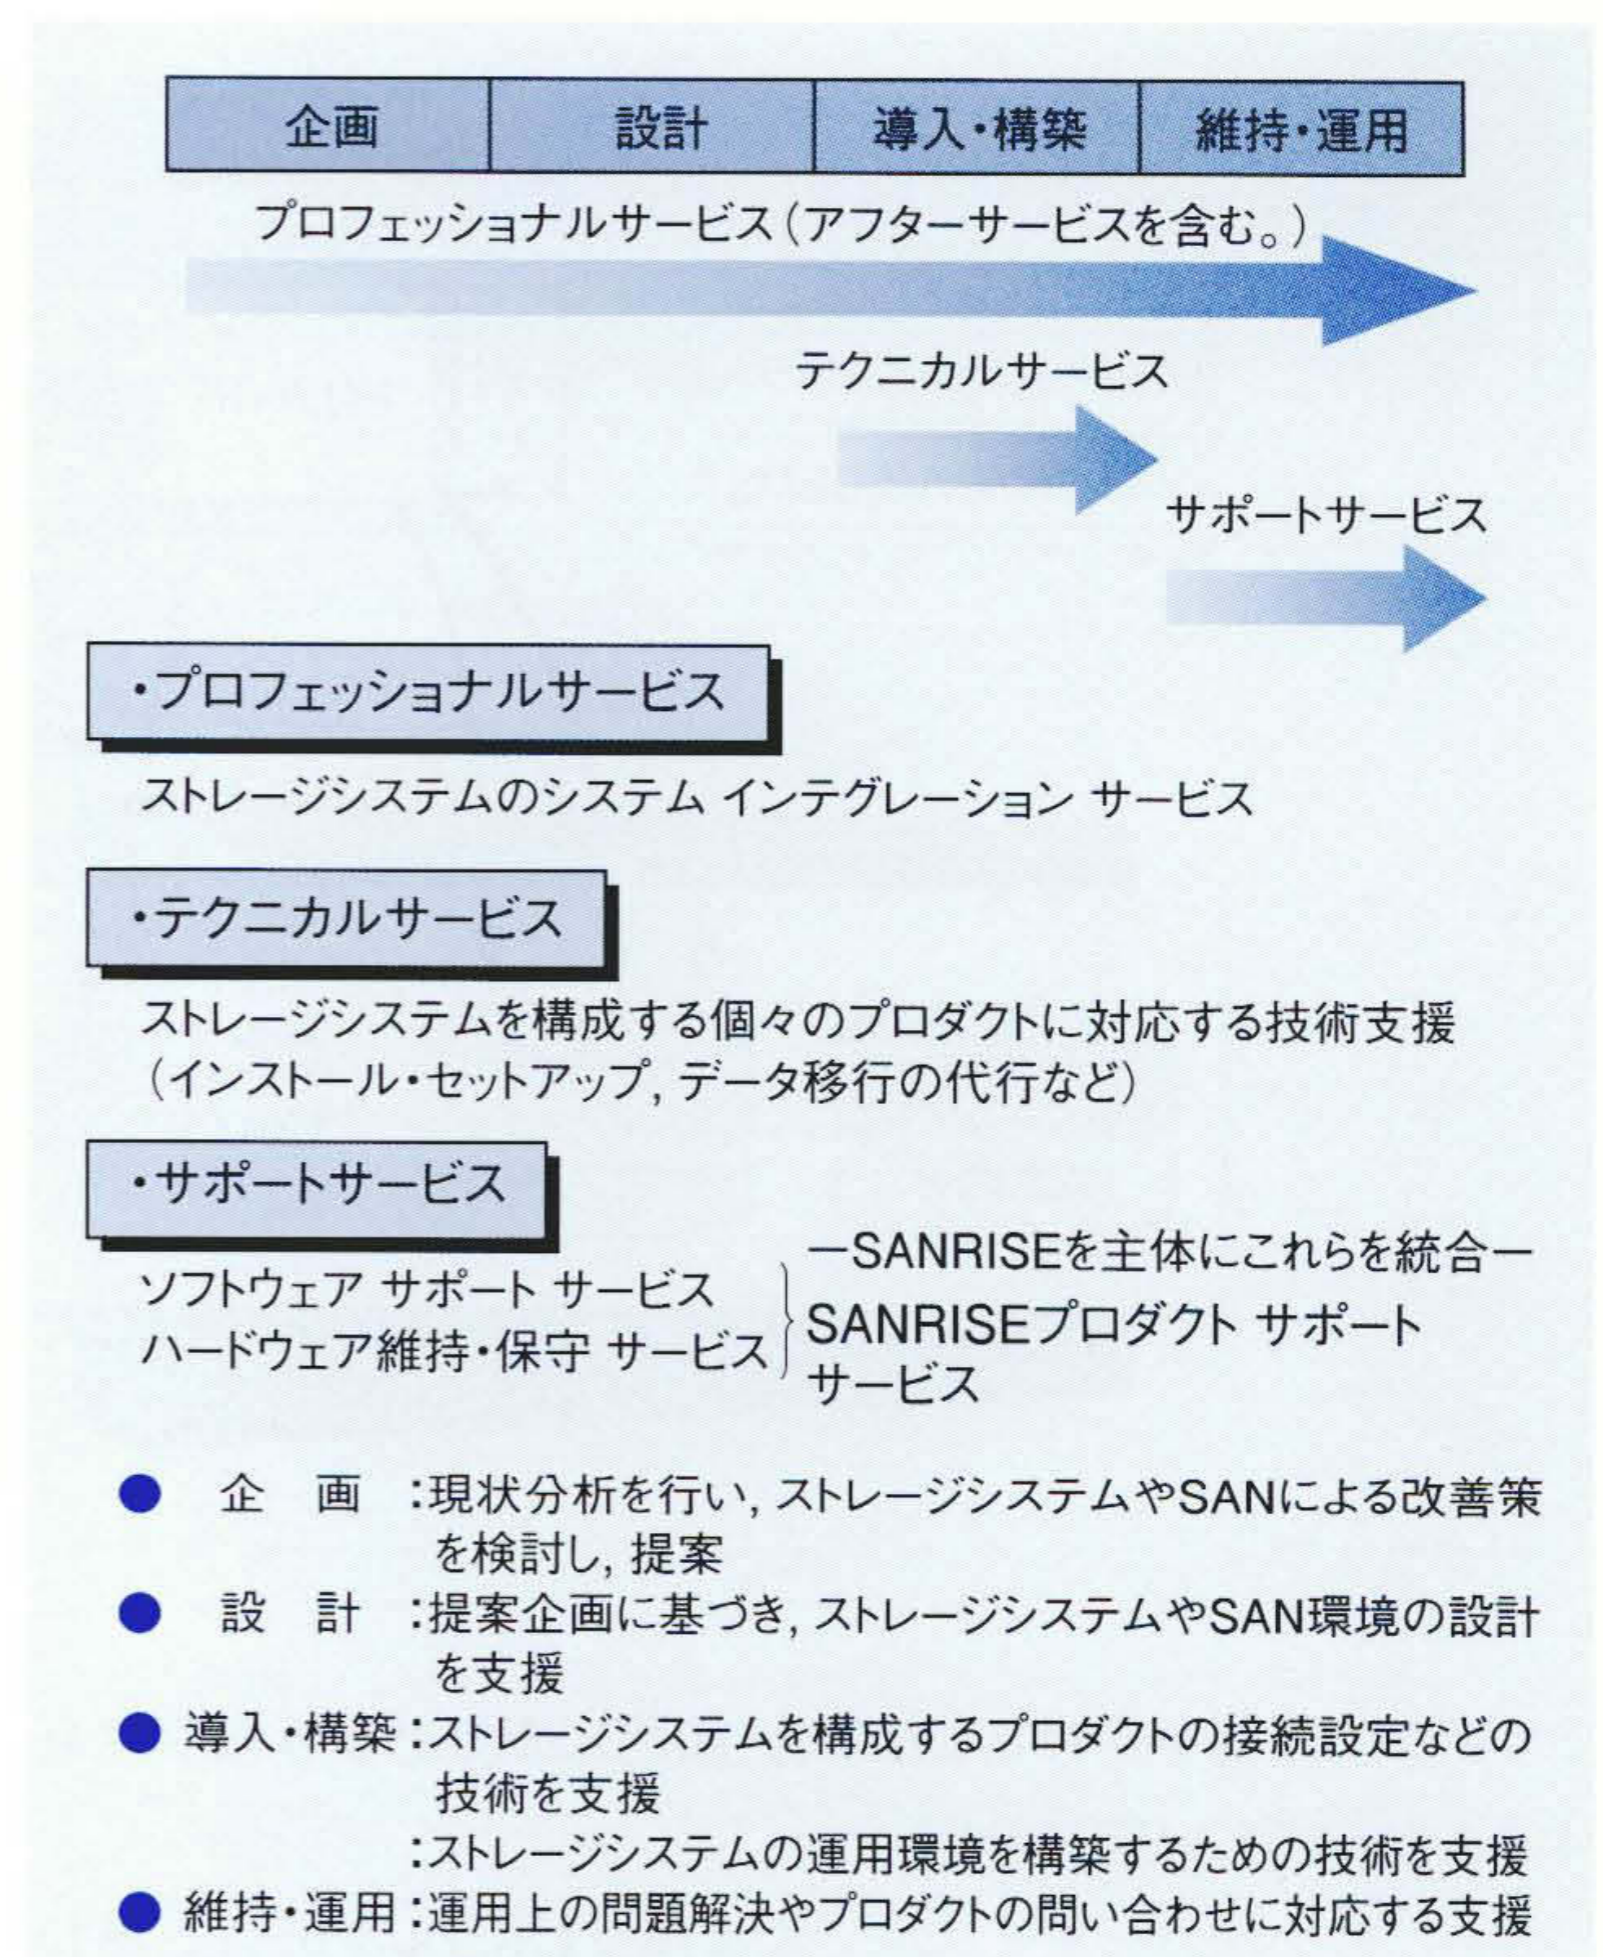 企画 設計 導入・構築 維持・運用
プロフェッショナルサービス(アフターサービスを含む。)
テクニカルサービス
サポートサービス
・プロフェッショナルサービス
ストレージシステムのシステム インテグレーション サービス
・テクニカルサービス
ストレージシステムを構成する個々のプロダクトに対応する技術支援
(インストール・セットアップ, データ移行の代行など)
・サポートサービス
ソフトウェア サポート サービス
ハードウェア維持・保守 サービス
―SANRISEを主体にこれらを統合―
SANRISEプロダクト サポート
サービス
● 企 画 :現状分析を行い, ストレージシステムやSANによる改善策
を検討し, 提案
● 設 計 :提案企画に基づき, ストレージシステムやSAN環境の設計
を支援
● 導入・構築:ストレージシステムを構成するプロダクトの接続設定などの
技術を支援
:ストレージシステムの運用環境を構築するための技術を支援
● 維持・運用:運用上の問題解決やプロダクトの問い合わせに対応する支援